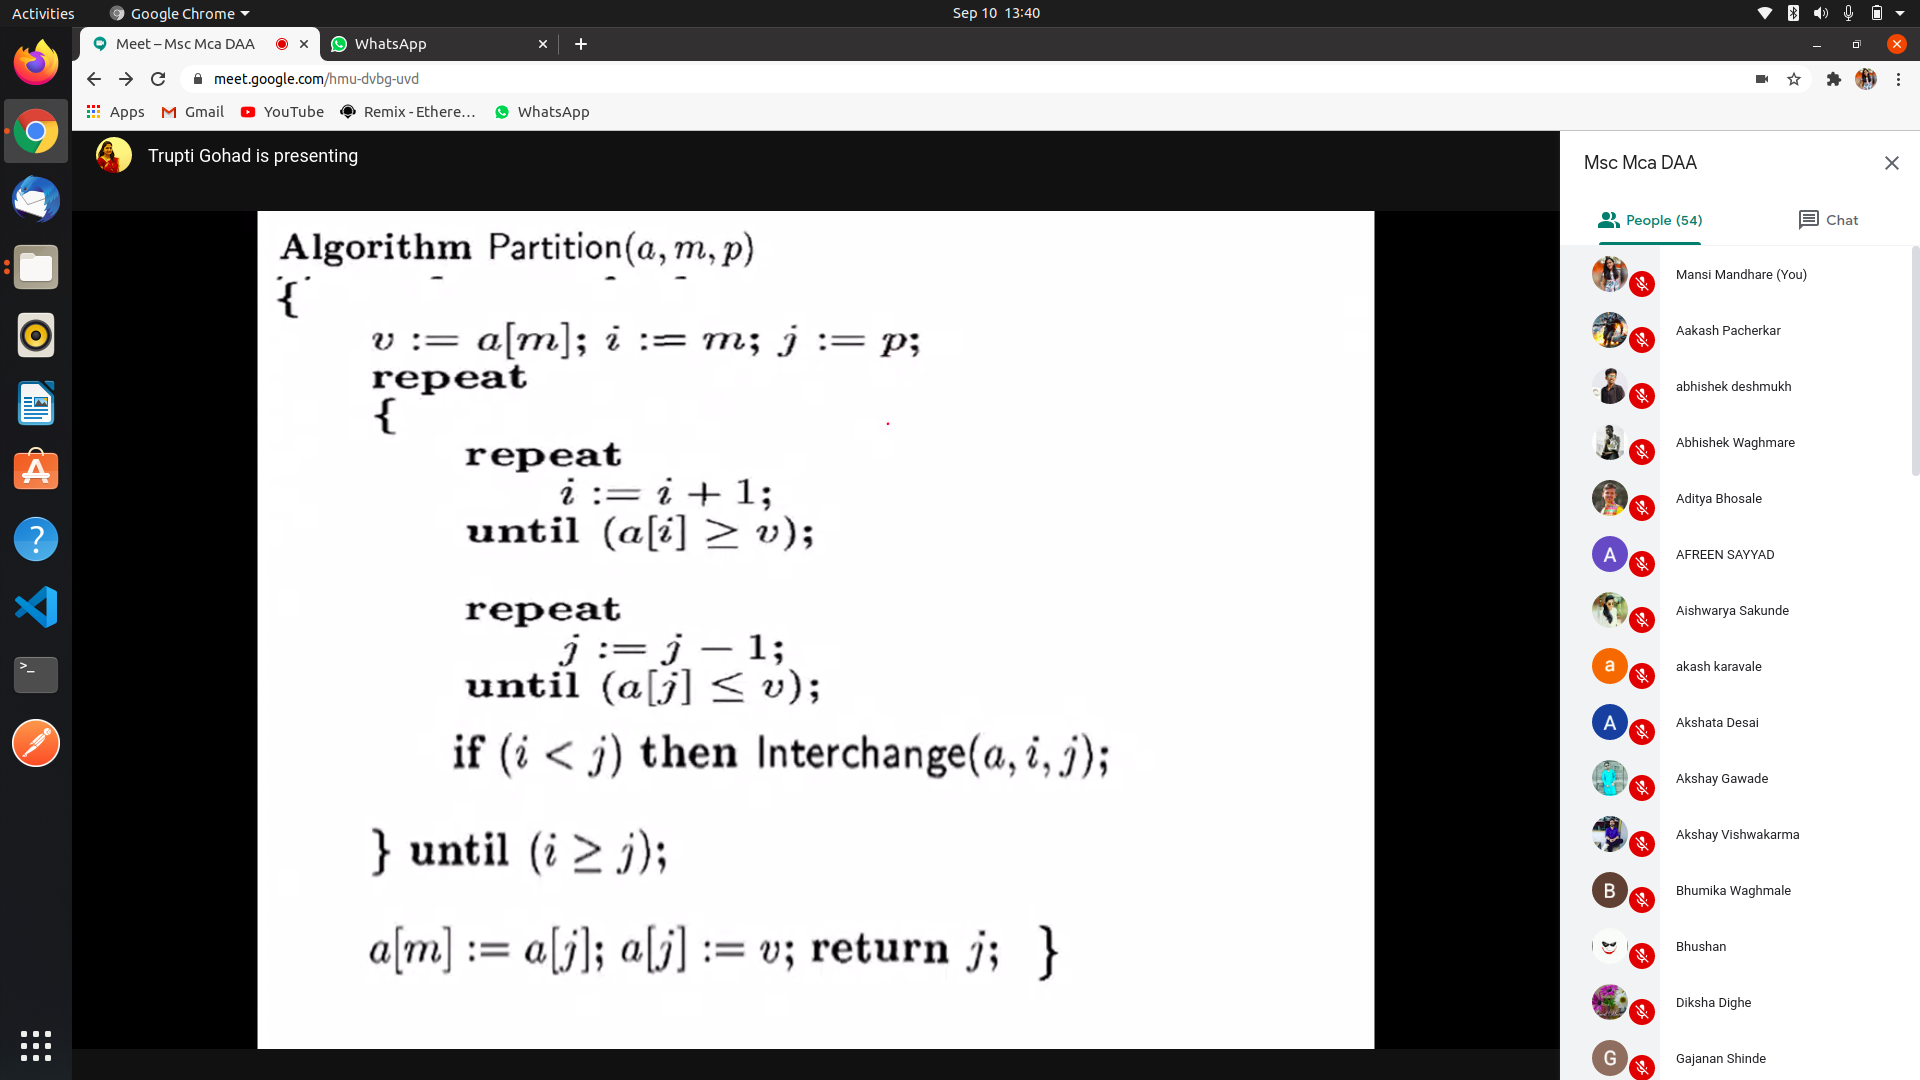 Activities
Google Chrome
Sep 10 13:40
Meet – Msc Mca DAA
WhatsApp
meet.google.com/hmu-dvbg-uvd
Apps
Gmail
YouTube
Remix - Ethere…
WhatsApp
Trupti Gohad is presenting
Algorithm Partition(a, m, p)
{
v := a[m]; i := m; j := p;
repeat
{
repeat
i := i + 1;
until (a[i] ≥ v);
repeat
j := j − 1;
until (a[j] ≤ v);
if (i < j) then Interchange(a, i, j);
} until (i ≥ j);
a[m] := a[j]; a[j] := v; return j; }
Msc Mca DAA
People (54)
Chat
Mansi Mandhare (You)
Aakash Pacherkar
abhishek deshmukh
Abhishek Waghmare
Aditya Bhosale
A
AFREEN SAYYAD
Aishwarya Sakunde
a
akash karavale
A
Akshata Desai
Akshay Gawade
Akshay Vishwakarma
B
Bhumika Waghmale
Bhushan
Diksha Dighe
G
Gajanan Shinde